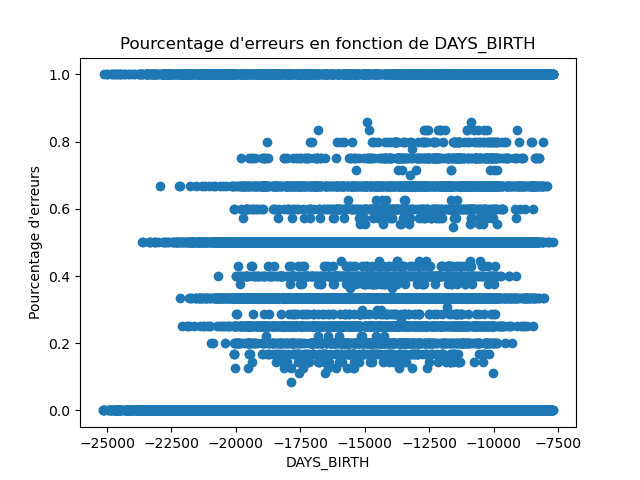 Pourcentage d'erreurs en fonction de DAYS_BIRTH
1.0
0.8
0.6
0.4
0.2
0.0
Pourcentage d'erreurs
−25000 −22500 −20000 −17500 −15000 −12500 −10000 −7500
DAYS_BIRTH